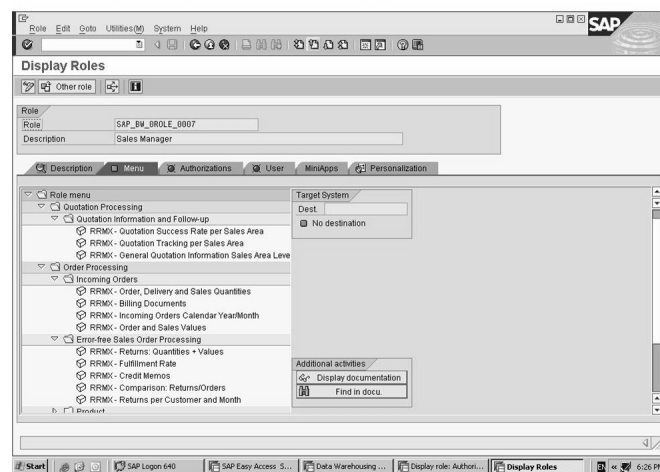 Role Edit Goto Utilities(M) System Help
SAP
Display Roles
Other role
Role
Role SAP_BW_0ROLE_0007
Description Sales Manager
Description Menu Authorizations User MiniApps Personalization
Role menu
Quotation Processing
Quotation Information and Follow-up
RRMX - Quotation Success Rate per Sales Area
RRMX - Quotation Tracking per Sales Area
RRMX - General Quotation Information Sales Area Leve
Order Processing
Incoming Orders
RRMX - Order, Delivery and Sales Quantities
RRMX - Billing Documents
RRMX - Incoming Orders Calendar Year/Month
RRMX - Order and Sales Values
Error-free Sales Order Processing
RRMX - Returns: Quantities + Values
RRMX - Fulfillment Rate
RRMX - Credit Memos
RRMX - Comparison: Returns/Orders
RRMX - Returns per Customer and Month
Product
Target System
Dest.
No destination
Additional activities
Display documentation
Find in docu.
Start SAP Logon 640 SAP Easy Access S... Data Warehousing ... Display role: Authori... Display Roles EN « 6:26 PM